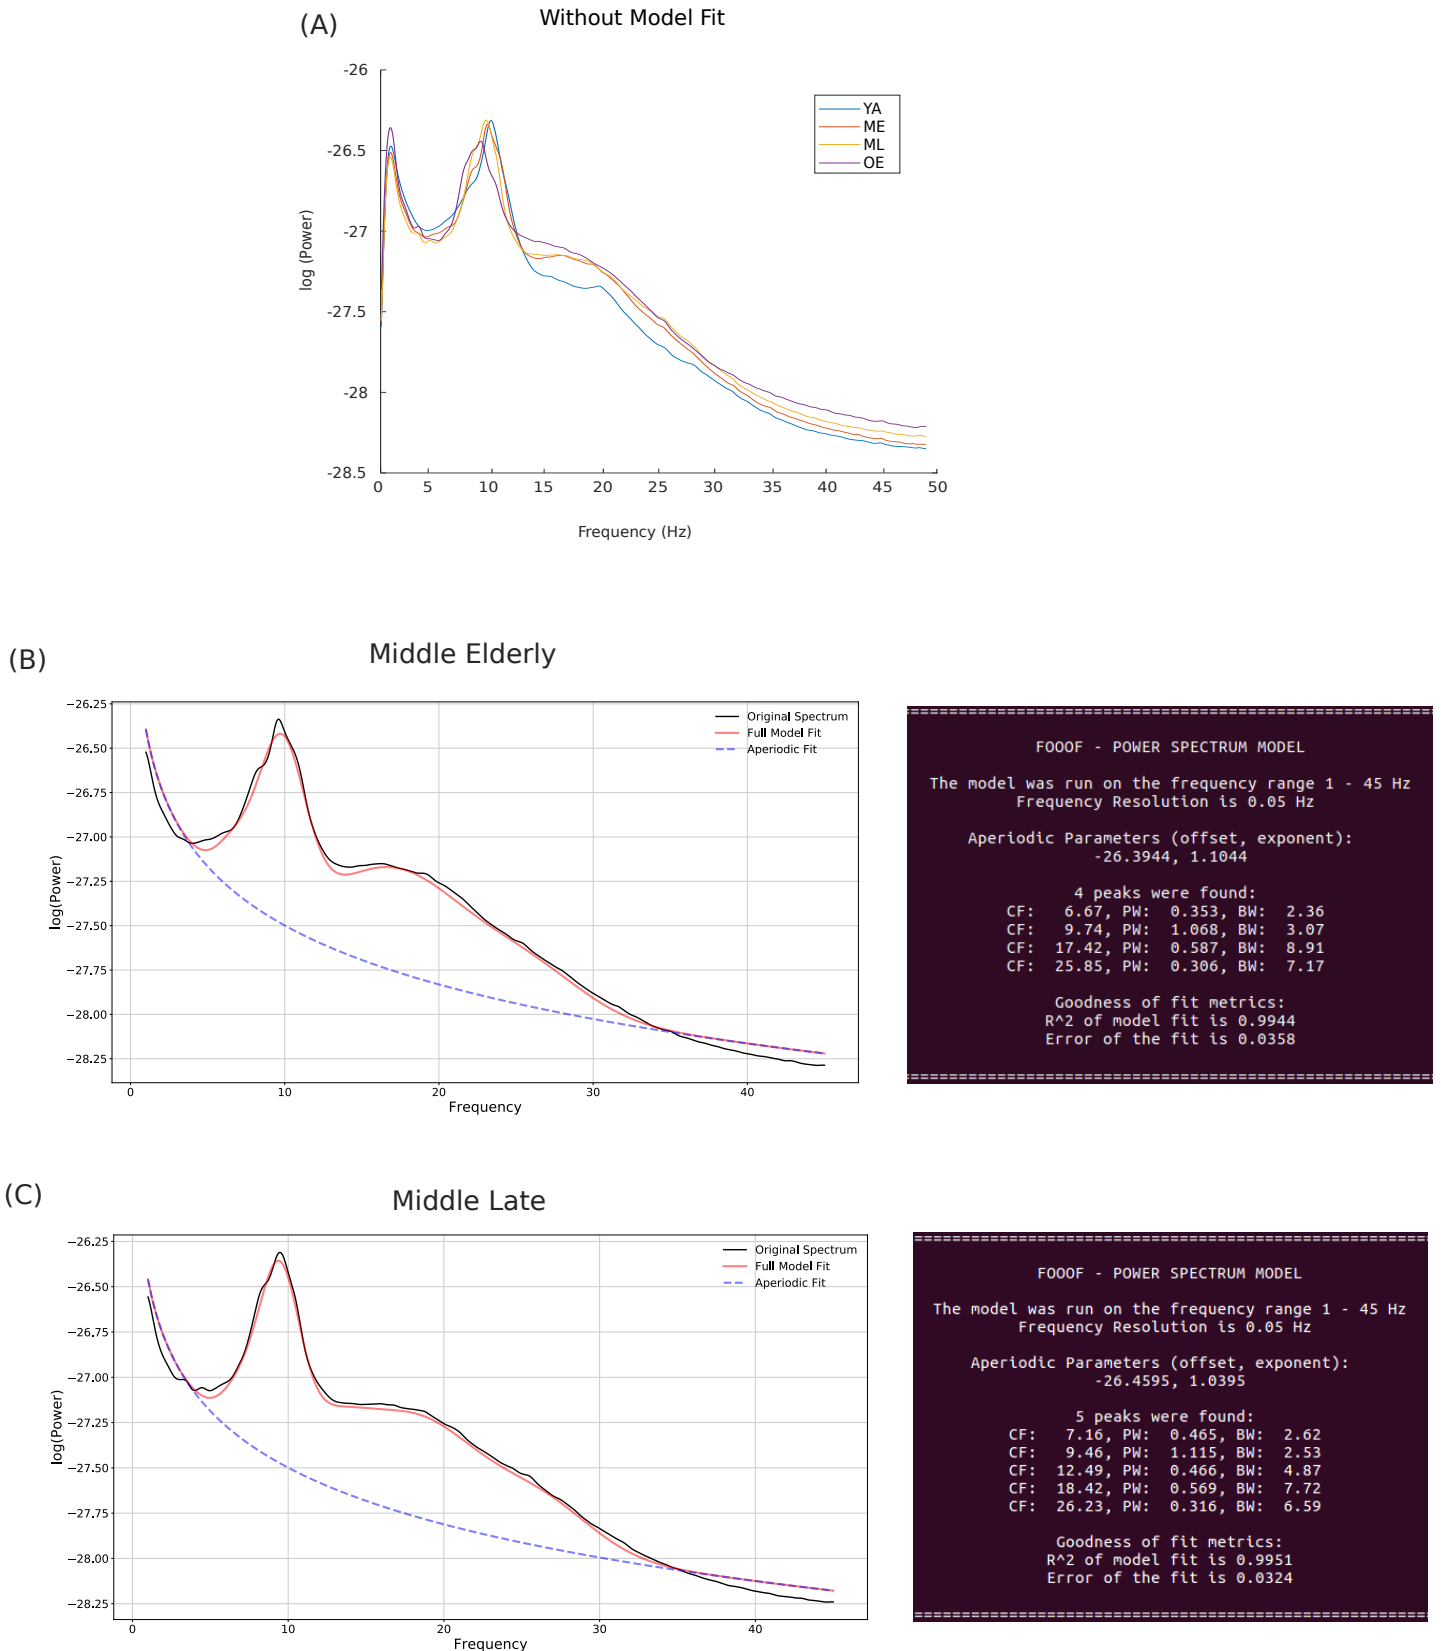 (A)
Without Model Fit
-26
-26.5
-27
-27.5
-28
-28.5
log (Power)
YA
ME
ML
OE
0 5 10 15 20 25 30 35 40 45 50
Frequency (Hz)
(B)
Middle Elderly
−26.25
−26.50
−26.75
−27.00
−27.25
−27.50
−27.75
−28.00
−28.25
log(Power)
Original Spectrum
Full Model Fit
Aperiodic Fit
0 10 20 30 40
Frequency
==================================================
FOOOF - POWER SPECTRUM MODEL
The model was run on the frequency range 1 - 45 Hz
Frequency Resolution is 0.05 Hz
Aperiodic Parameters (offset, exponent):
-26.3944, 1.1044
4 peaks were found:
CF: 6.67, PW: 0.353, BW: 2.36
CF: 9.74, PW: 1.068, BW: 3.07
CF: 17.42, PW: 0.587, BW: 8.91
CF: 25.85, PW: 0.306, BW: 7.17
Goodness of fit metrics:
R^2 of model fit is 0.9944
Error of the fit is 0.0358
==================================================
(C)
Middle Late
−26.25
−26.50
−26.75
−27.00
−27.25
−27.50
−27.75
−28.00
−28.25
log(Power)
Original Spectrum
Full Model Fit
Aperiodic Fit
0 10 20 30 40
Frequency
==================================================
FOOOF - POWER SPECTRUM MODEL
The model was run on the frequency range 1 - 45 Hz
Frequency Resolution is 0.05 Hz
Aperiodic Parameters (offset, exponent):
-26.4595, 1.0395
5 peaks were found:
CF: 7.16, PW: 0.465, BW: 2.62
CF: 9.46, PW: 1.115, BW: 2.53
CF: 12.49, PW: 0.466, BW: 4.87
CF: 18.42, PW: 0.569, BW: 7.72
CF: 26.23, PW: 0.316, BW: 6.59
Goodness of fit metrics:
R^2 of model fit is 0.9951
Error of the fit is 0.0324
==================================================